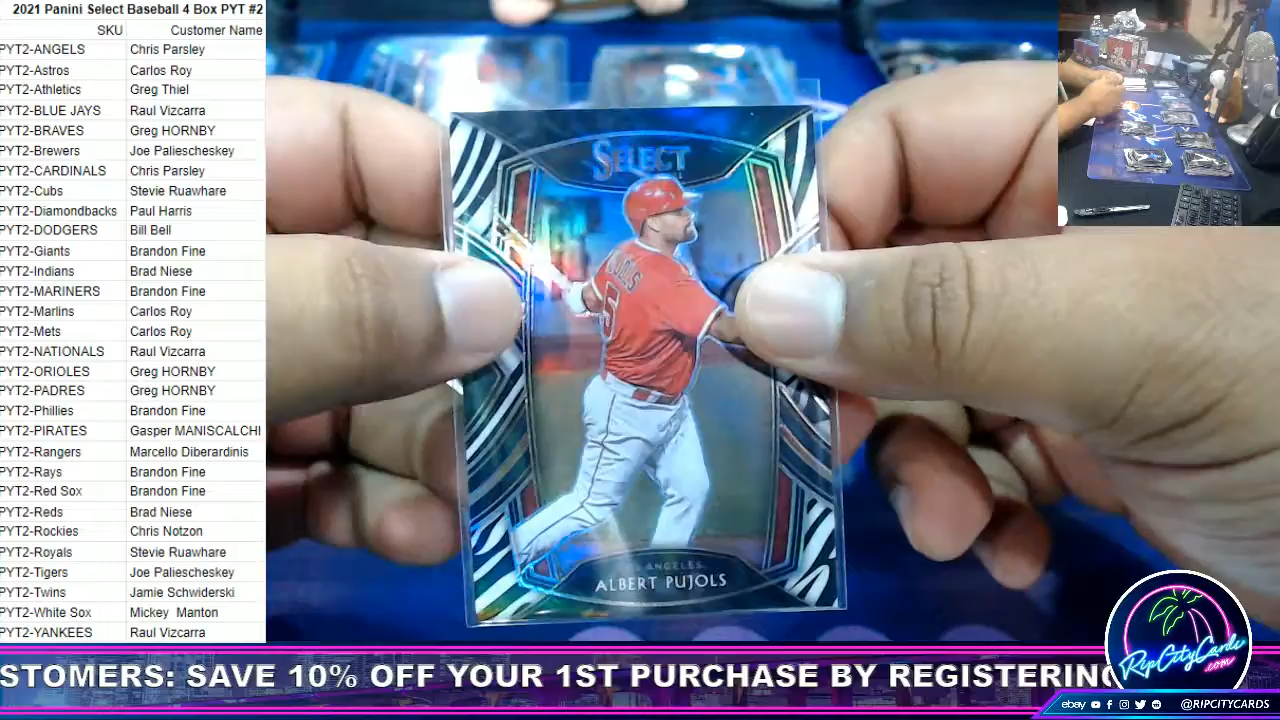 2021 Panini Select Baseball 4 Box PYT #2
SKU Customer Name
PYT2-ANGELS Chris Parsley
PYT2-Astros Carlos Roy
PYT2-Athletics Greg Thiel
PYT2-BLUE JAYS Raul Vizcarra
PYT2-BRAVES Greg HORNBY
PYT2-Brewers Joe Paliescheskey
PYT2-CARDINALS Chris Parsley
PYT2-Cubs Stevie Ruawhare
PYT2-Diamondbacks Paul Harris
PYT2-DODGERS Bill Bell
PYT2-Giants Brandon Fine
PYT2-Indians Brad Niese
PYT2-MARINERS Brandon Fine
PYT2-Marlins Carlos Roy
PYT2-Mets Carlos Roy
PYT2-NATIONALS Raul Vizcarra
PYT2-ORIOLES Greg HORNBY
PYT2-PADRES Greg HORNBY
PYT2-Phillies Brandon Fine
PYT2-PIRATES Gasper MANISCALCHI
PYT2-Rangers Marcello Diberardinis
PYT2-Rays Brandon Fine
PYT2-Red Sox Brandon Fine
PYT2-Reds Brad Niese
PYT2-Rockies Chris Notzon
PYT2-Royals Stevie Ruawhare
PYT2-Tigers Joe Paliescheskey
PYT2-Twins Jamie Schwiderski
PYT2-White Sox Mickey Manton
PYT2-YANKEES Raul Vizcarra
SELECT
5
ANGELES
ALBERT PUJOLS
STOMERS: SAVE 10% OFF YOUR 1ST PURCHASE BY REGISTERING
RipCityCards
.com
ebay @RIPCITYCARDS